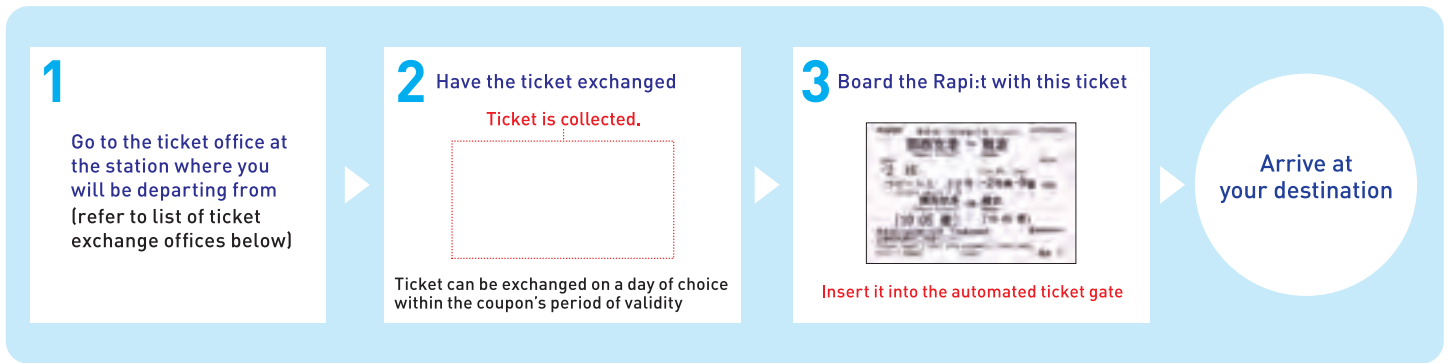 1
Go to the ticket office at
the station where you
will be departing from
(refer to list of ticket
exchange offices below)
2 Have the ticket exchanged
Ticket is collected.
Ticket can be exchanged on a day of choice
within the coupon's period of validity
3 Board the Rapi:t with this ticket
Insert it into the automated ticket gate
Arrive at
your destination